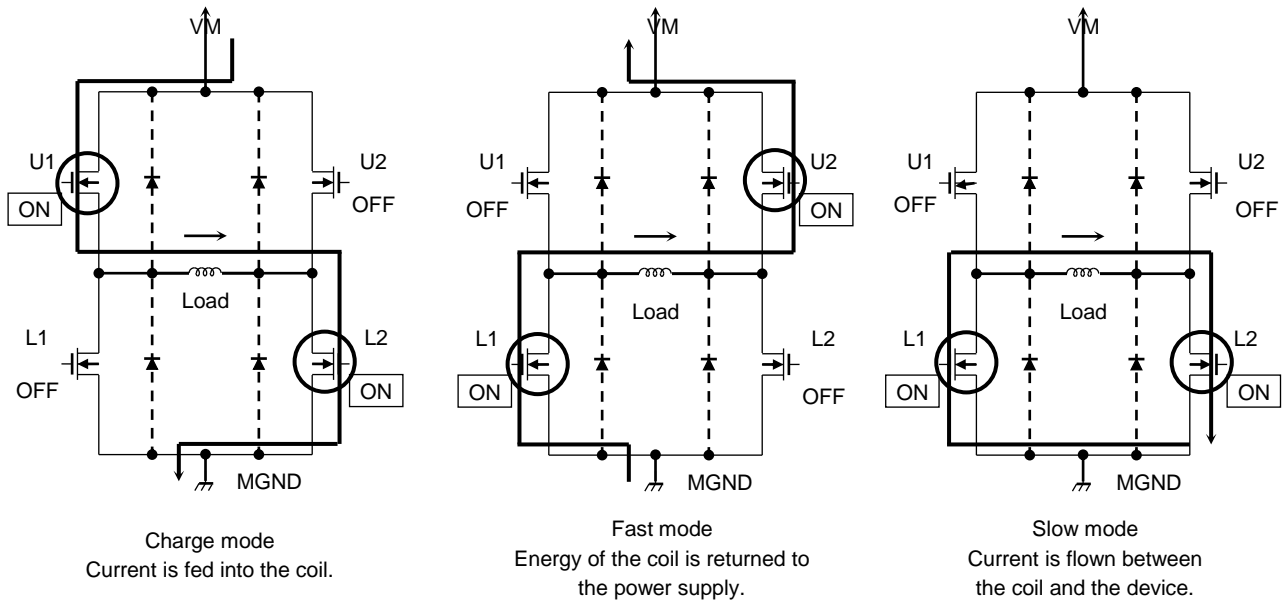 VM
U1
ON
U2
OFF
Load
L1
OFF
L2
ON
MGND
Charge mode
Current is fed into the coil.
VM
U1
OFF
U2
ON
Load
L1
ON
L2
OFF
MGND
Fast mode
Energy of the coil is returned to
the power supply.
VM
U1
OFF
U2
OFF
Load
L1
ON
L2
ON
MGND
Slow mode
Current is flown between
the coil and the device.